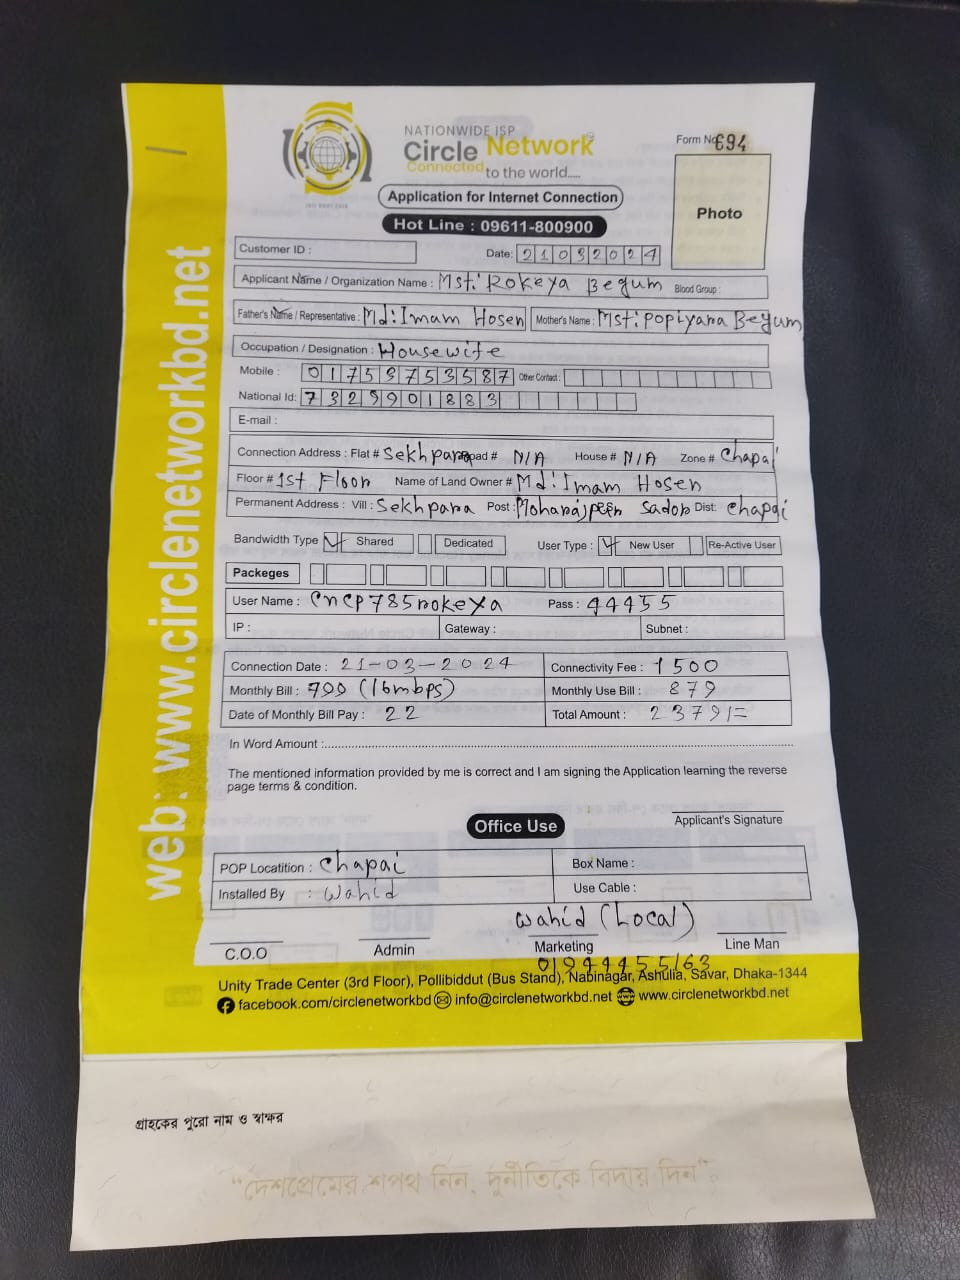 NATIONWIDE ISP
Circle Network
Connected to the world.....
Form No 694
Application for Internet Connection
Photo
Hot Line : 09611-800900
Customer ID :
Date: 21032024
Applicant Name / Organization Name : Mst: Rokeya Begum Blood Group :
Father's Name / Representative : Md: Imam Hosen Mother's Name : Mst: popiyara Begum
Occupation / Designation : Housewife
Mobile : 01759753587 Other Contact :
National Id: 7329901883
E-mail :
Connection Address : Flat # Sekhpara Road # N/A House # N/A Zone # Chapai
Floor # 1st Floor Name of Land Owner # Md: Imam Hosen
Permanent Address : Vill : Sekhpara Post : Sador Dist: Chapai
Bandwidth Type Shared Dedicated User Type : New User Re-Active User
Packeges
User Name : cncp785rokeya Pass : 44455
IP : Gateway : Subnet :
Connection Date : 21-03-2024 Connectivity Fee : 1500
Monthly Bill : 700 (16mbps) Monthly Use Bill : 879
Date of Monthly Bill Pay : 22 Total Amount : 2379/=
In Word Amount :
The mentioned information provided by me is correct and I am signing the Application learning the reverse
page terms & condition.
Applicant's Signature
Office Use
POP Locatition : Chapai Box Name :
Installed By : Wahid Use Cable :
Wahid (Local)
C.O.O Admin Marketing Line Man
01944455163
Unity Trade Center (3rd Floor), Pollibiddut (Bus Stand), Nabinagar, Ashulia, Savar, Dhaka-1344
facebook.com/circlenetworkbd info@circlenetworkbd.net www.circlenetworkbd.net
web: www.circlenetworkbd.net
গ্রাহকের পুরো নাম ও স্বাক্ষর
“দেশপ্রেমের শপথ নিন, দুর্নীতিকে বিদায় দিন”